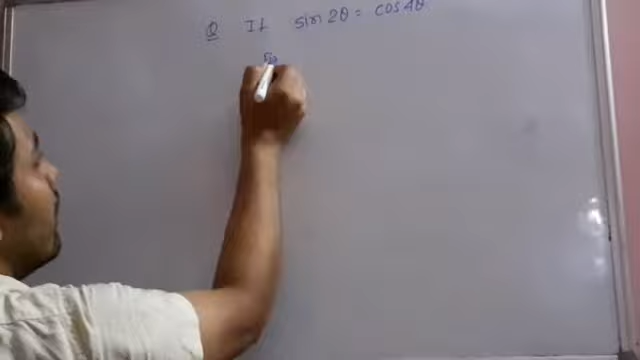 Q If sin 2θ = cos 4θ